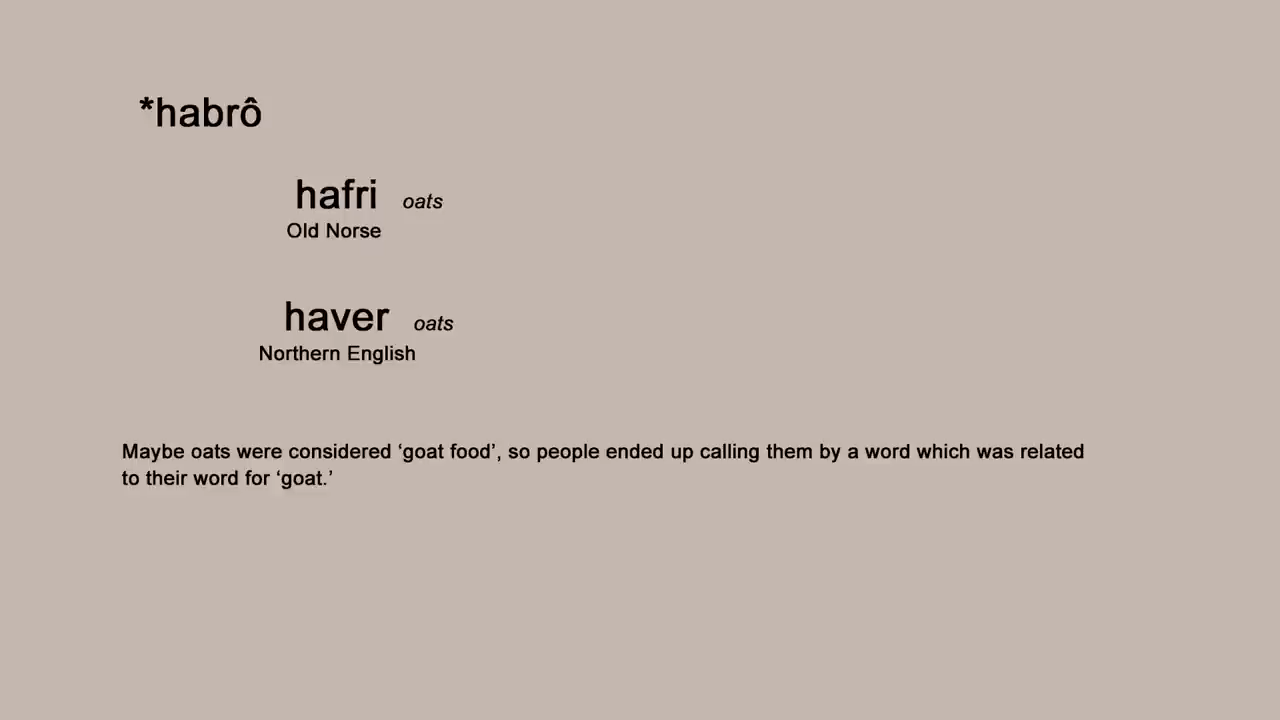 *habrô
hafri oats
Old Norse
haver oats
Northern English
Maybe oats were considered ‘goat food’, so people ended up calling them by a word which was related
to their word for ‘goat.’